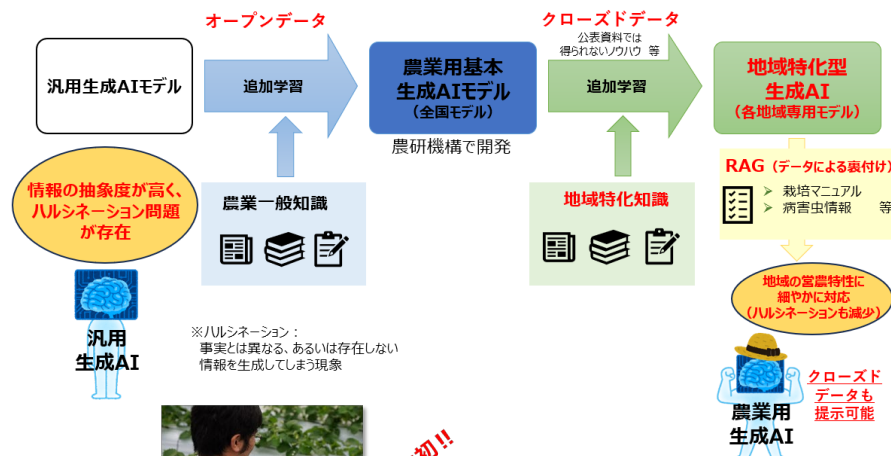 オープンデータ
クローズドデータ
公表資料では
得られないノウハウ 等
汎用生成AIモデル
追加学習
農業用基本
生成AIモデル
（全国モデル）
追加学習
地域特化型
生成AI
（各地域専用モデル）
農研機構で開発
情報の抽象度が高く、
ハルシネーション問題
が存在
農業一般知識
地域特化知識
RAG（データによる裏付け）
➢ 栽培マニュアル
➢ 病害虫情報 等
地域の営農特性に
細やかに対応
（ハルシネーションも減少）
汎用
生成AI
※ハルシネーション：
事実とは異なる、あるいは存在しない
情報を生成してしまう現象
クローズド
データも
提示可能
農業用
生成AI
初!!